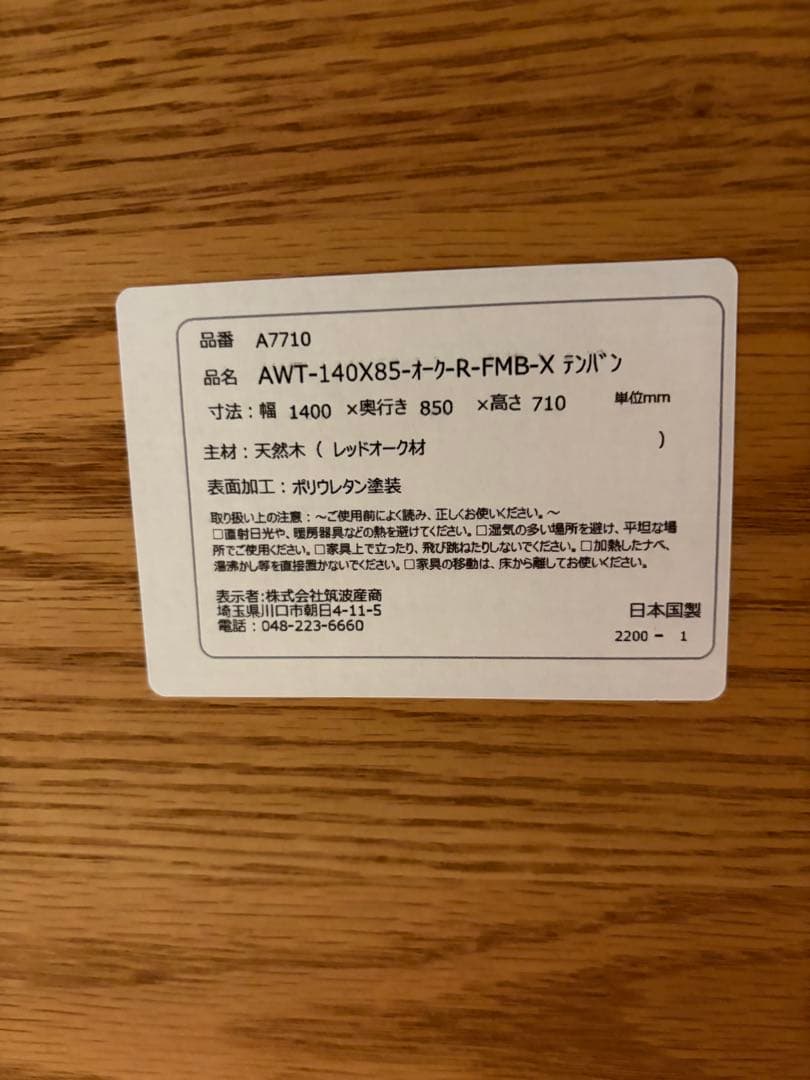 品番 A7710
品名 AWT-140X85-オーク-R-FMB-X テンバン
寸法：幅 1400 ×奥行き 850 ×高さ 710 単位mm
主材：天然木（ レッドオーク材 ）
表面加工：ポリウレタン塗装
取り扱い上の注意：～ご使用前によく読み、正しくお使いください。～
□直射日光や、暖房器具などの熱を避けてください。□湿気の多い場所を避け、平坦な場
所でご使用ください。□家具上で立ったり、飛び跳ねたりしないでください。□加熱したナベ、
湯沸かし等を直接置かないでください。□家具の移動は、床から離してお使いください。
表示者:株式会社筑波産商
埼玉県川口市朝日4-11-5
電話：048-223-6660
日本国製
2200 - 1